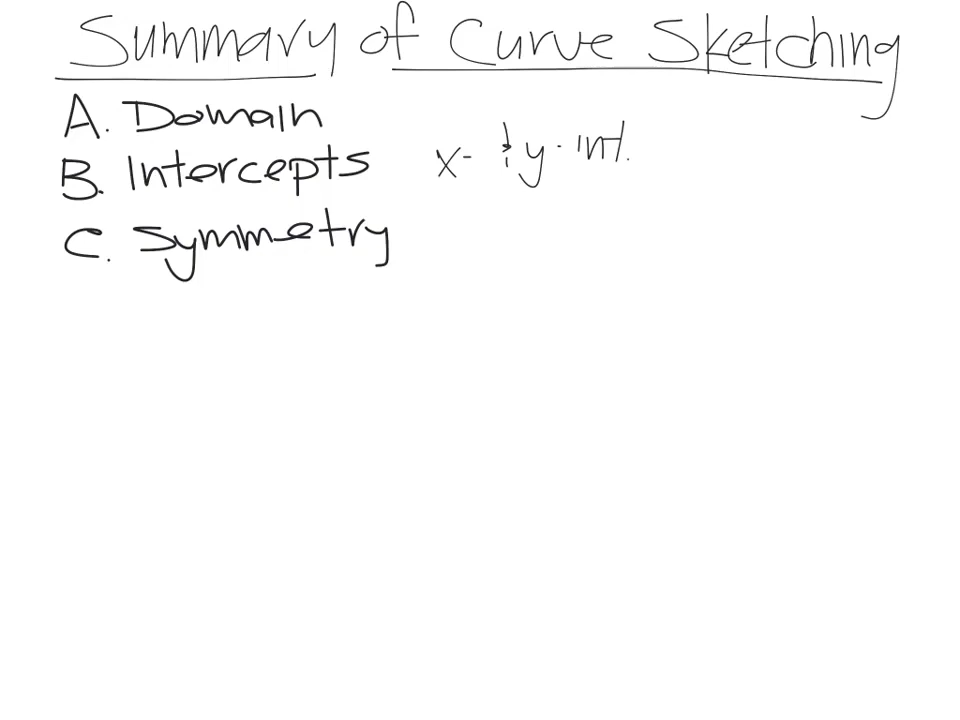 Summary of Curve Sketching
A. Domain
B. Intercepts x- & y-int.
C. Symmetry